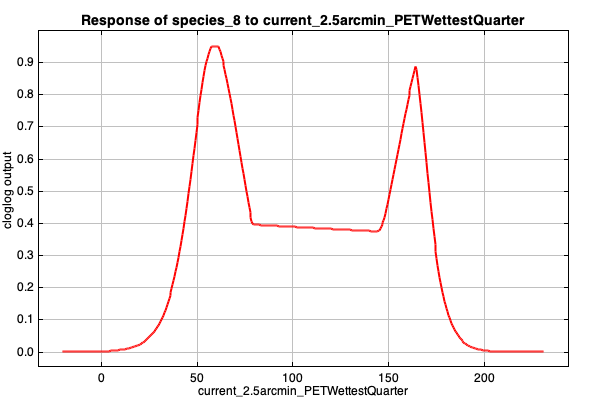 Response of species_8 to current_2.5arcmin_PETWettestQuarter
cloglog output
0.9
0.8
0.7
0.6
0.5
0.4
0.3
0.2
0.1
0.0
0 50 100 150 200
current_2.5arcmin_PETWettestQuarter